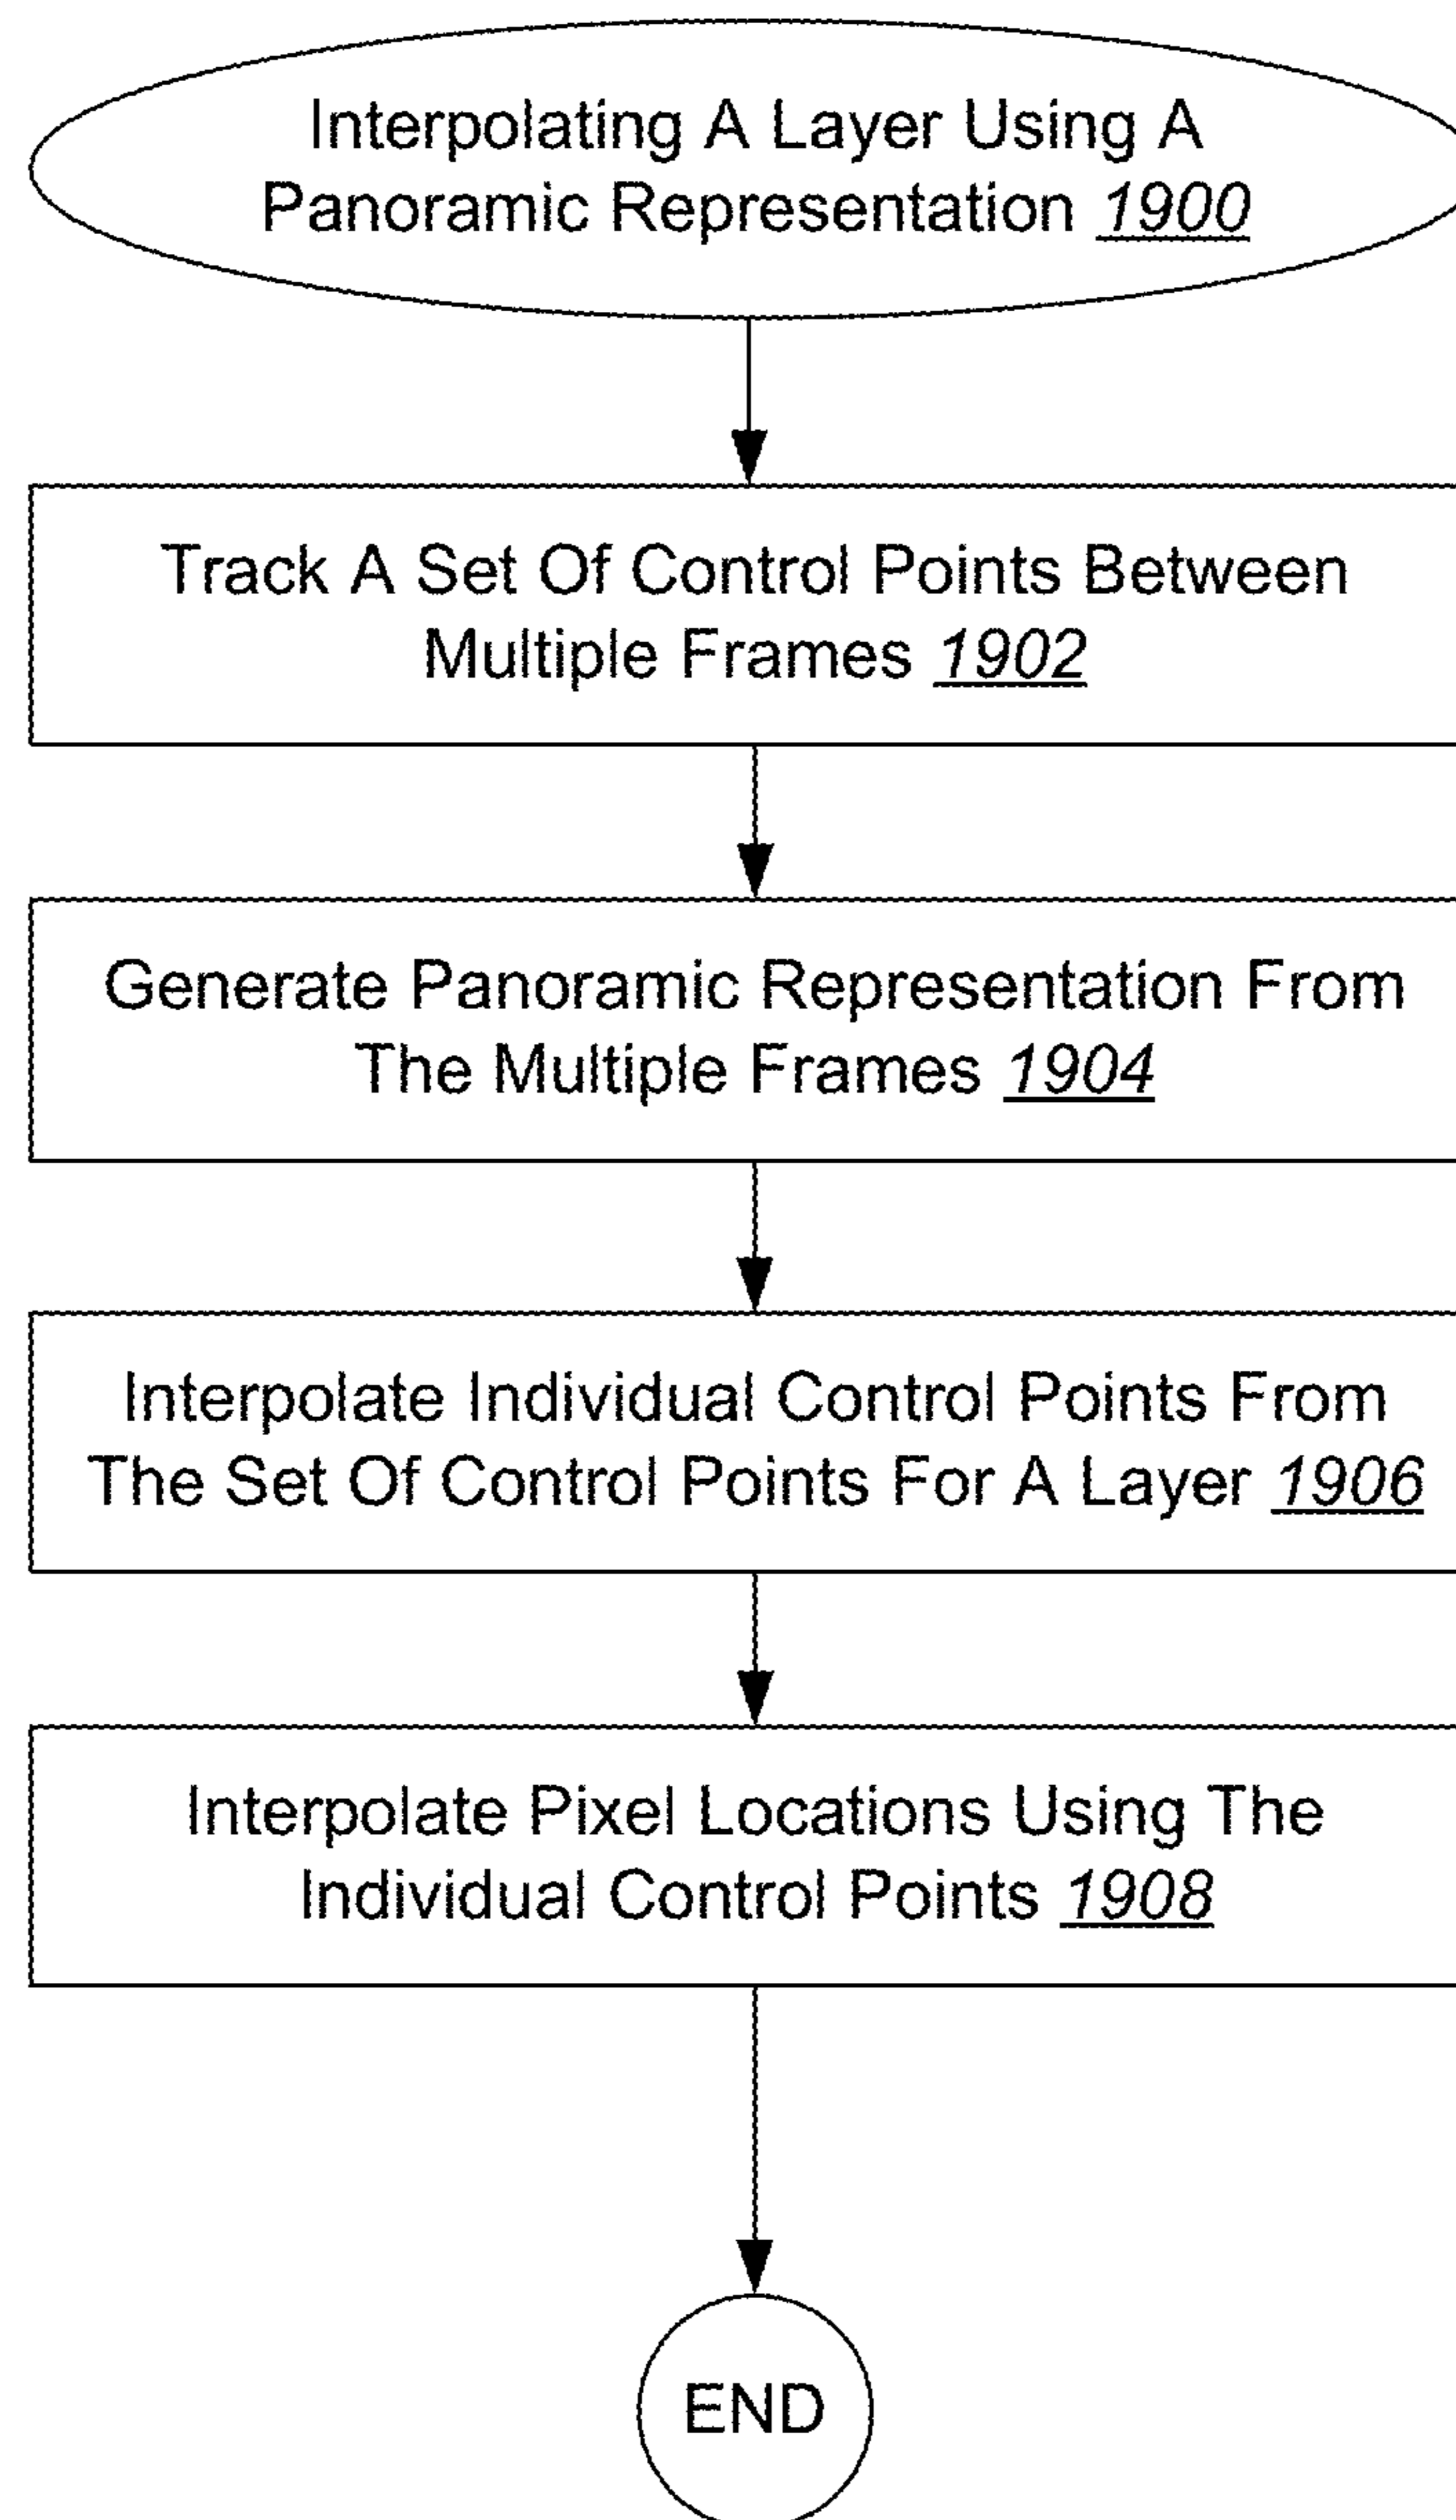 Interpolating A Layer Using A
Panoramic Representation 1900
Track A Set Of Control Points Between
Multiple Frames 1902
Generate Panoramic Representation From
The Multiple Frames 1904
Interpolate Individual Control Points From
The Set Of Control Points For A Layer 1906
Interpolate Pixel Locations Using The
Individual Control Points 1908
END